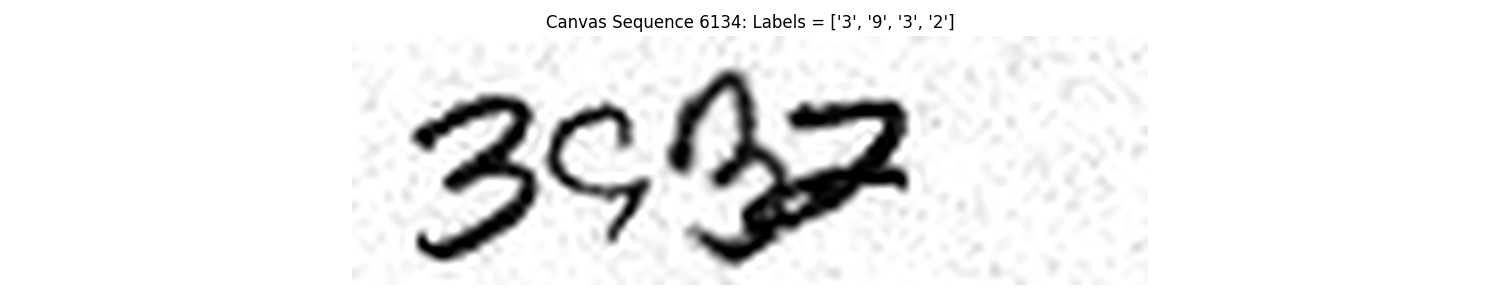 Canvas Sequence 6134: Labels = ['3', '9', '3', '2']
3932